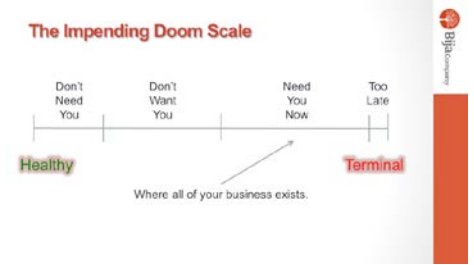 The Impending Doom Scale
Don't
Need
You
Don't
Want
You
Need
You
Now
Too
Late
Healthy
Terminal
Where all of your business exists.
Bija Company